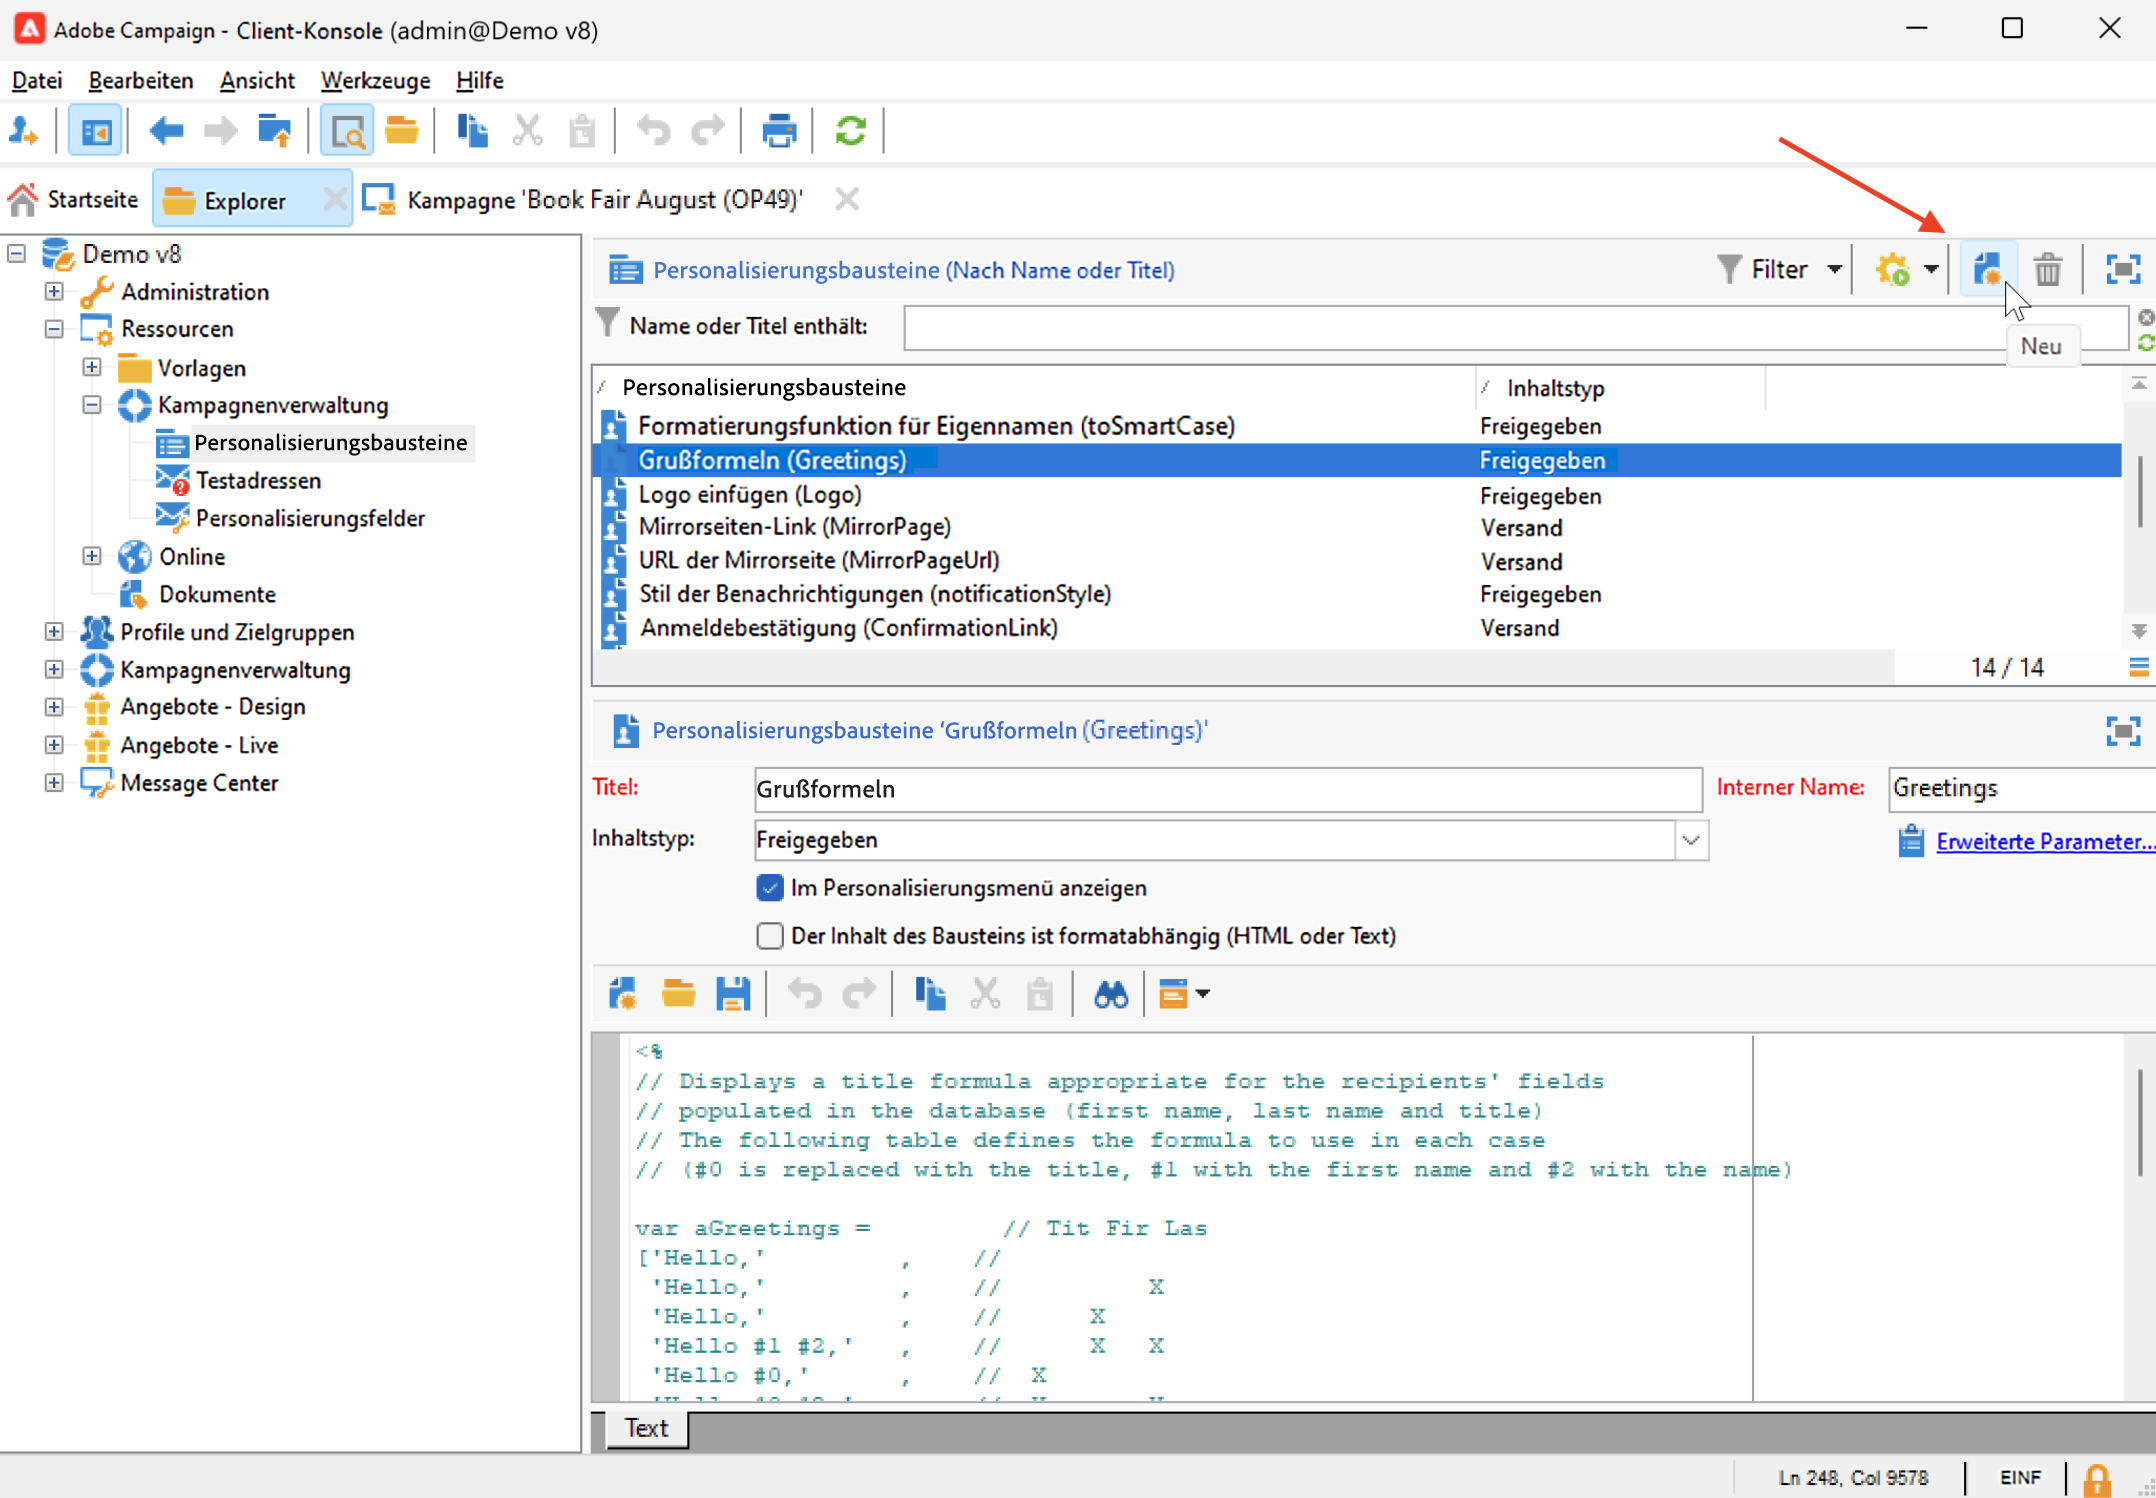 Adobe Campaign - Client-Konsole (admin@Demo v8)
Datei Bearbeiten Ansicht Werkzeuge Hilfe
Startseite Explorer Kampagne 'Book Fair August (OP49)'
Demo v8
Administration
Ressourcen
Vorlagen
Kampagnenverwaltung
Personalisierungsbausteine
Testadressen
Personalisierungsfelder
Online
Dokumente
Profile und Zielgruppen
Kampagnenverwaltung
Angebote - Design
Angebote - Live
Message Center
Personalisierungsbausteine (Nach Name oder Titel) Filter
Name oder Titel enthält:
Neu
Personalisierungsbausteine Inhaltstyp
Formatierungsfunktion für Eigennamen (toSmartCase) Freigegeben
Grußformeln (Greetings) Freigegeben
Logo einfügen (Logo) Freigegeben
Mirrorseiten-Link (MirrorPage) Versand
URL der Mirrorseite (MirrorPageUrl) Versand
Stil der Benachrichtigungen (notificationStyle) Freigegeben
Anmeldebestätigung (ConfirmationLink) Versand
14 / 14
Personalisierungsbausteine ‘Grußformeln (Greetings)'
Titel: Grußformeln Interner Name: Greetings
Inhaltstyp: Freigegeben Erweiterte Parameter...
Im Personalisierungsmenü anzeigen
Der Inhalt des Bausteins ist formatabhängig (HTML oder Text)
<%
// Displays a title formula appropriate for the recipients' fields
// populated in the database (first name, last name and title)
// The following table defines the formula to use in each case
// (#0 is replaced with the title, #1 with the first name and #2 with the name)
var aGreetings = // Tit Fir Las
['Hello,' , //
'Hello,' , // X
'Hello,' , // X
'Hello #1 #2,' , // X X
'Hello #0,' , // X
Text
Ln 248, Col 9578 EINF